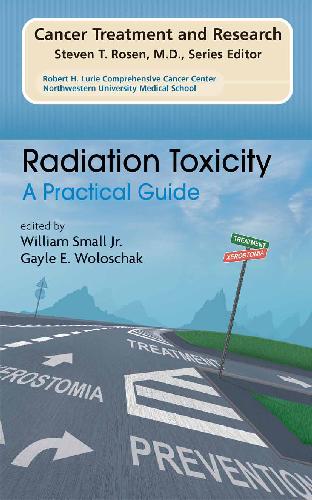 Cancer Treatment and Research
Steven T. Rosen, M.D., Series Editor
Robert H. Lurie Comprehensive Cancer Center
Northwestern University Medical School
Radiation Toxicity
A Practical Guide
edited by
William Small Jr.
Gayle E. Woloschak
TREATMENT
XEROSTOMIA
TREATMENT
EROSTOMIA
PREVENTION